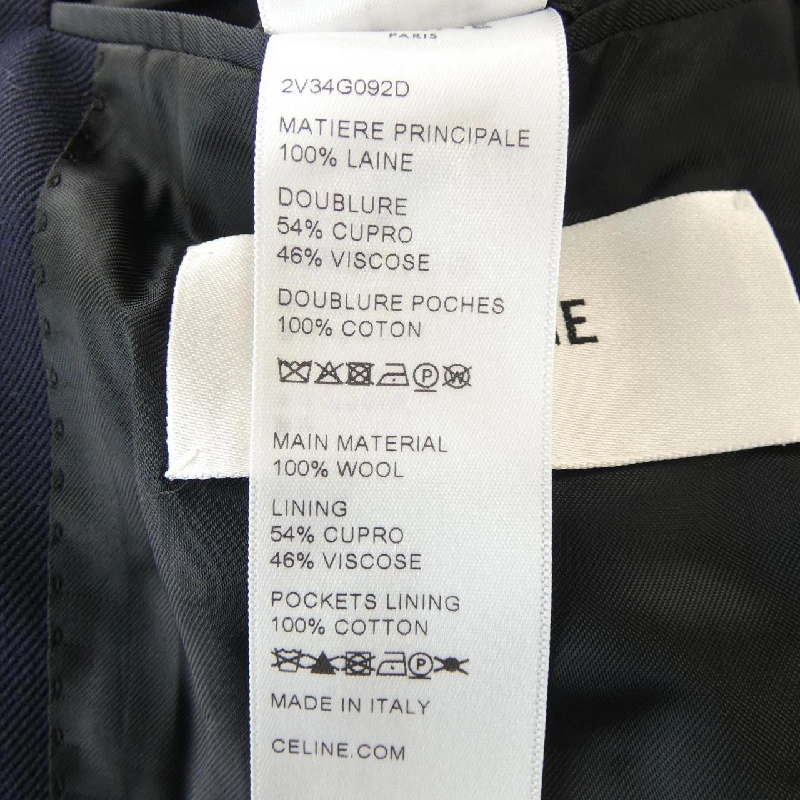 PARIS
2V34G092D
MATIERE PRINCIPALE
100% LAINE
DOUBLURE
54% CUPRO
46% VISCOSE
DOUBLURE POCHES
100% COTON
P W
MAIN MATERIAL
100% WOOL
LINING
54% CUPRO
46% VISCOSE
POCKETS LINING
100% COTTON
P
MADE IN ITALY
CELINE.COM